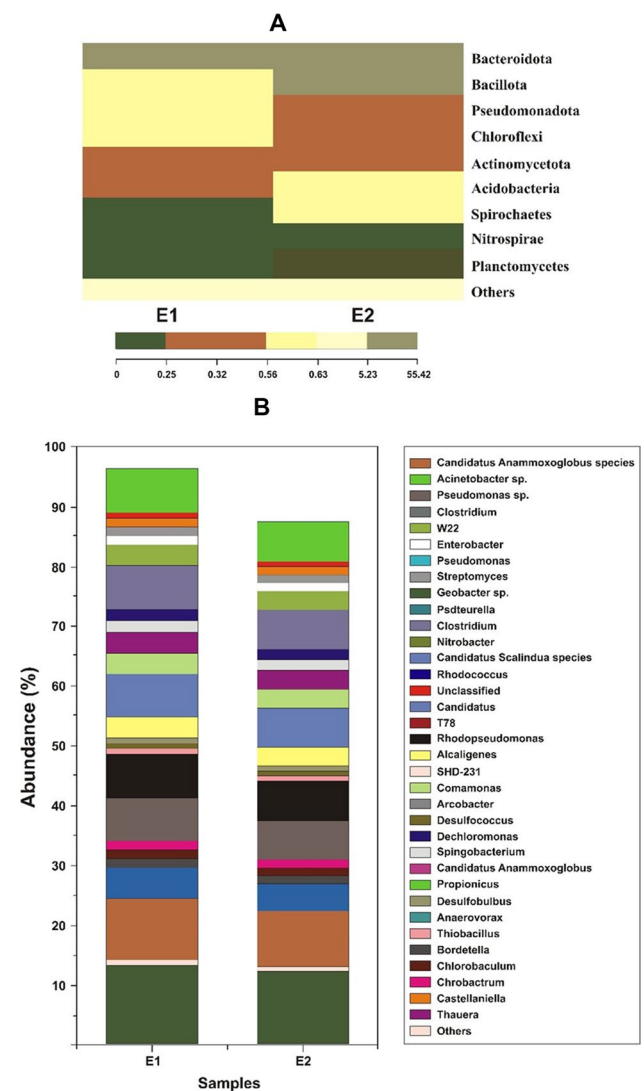 A
Bacteroidota
Bacillota
Pseudomonadota
Chloroflexi
Actinomycetota
Acidobacteria
Spirochaetes
Nitrospirae
Planctomycetes
Others
E1 E2
0 0.25 0.32 0.56 0.63 5.23 55.42
B
100
90
80
70
60
50
40
30
20
10
Abundance (%)
E1 E2
Samples
Candidatus Anammoxoglobus species
Acinetobacter sp.
Pseudomonas sp.
Clostridium
W22
Enterobacter
Pseudomonas
Streptomyces
Geobacter sp.
Psdteurella
Clostridium
Nitrobacter
Candidatus Scalindua species
Rhodococcus
Unclassified
Candidatus
T78
Rhodopseudomonas
Alcaligenes
SHD-231
Comamonas
Arcobacter
Desulfococcus
Dechloromonas
Spingobacterium
Candidatus Anammoxoglobus
Propionicus
Desulfobulbus
Anaerovorax
Thiobacillus
Bordetella
Chlorobaculum
Chrobactrum
Castellaniella
Thauera
Others